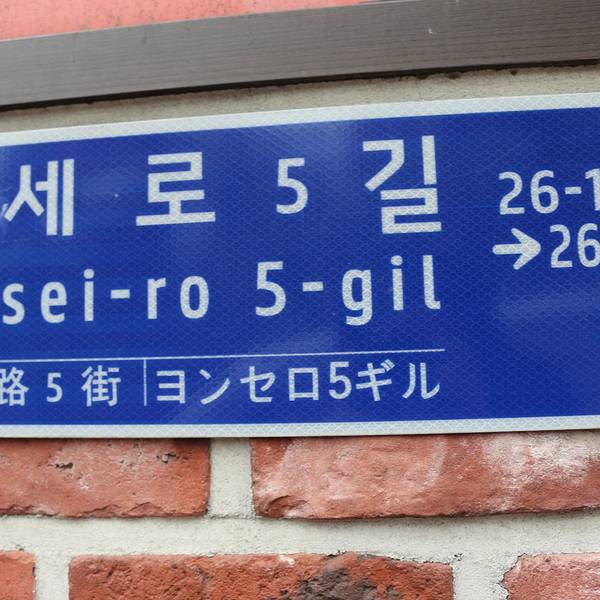 세로 5길
sei-ro 5-gil
26-1
→26
路5街 ヨンセロ5ギル